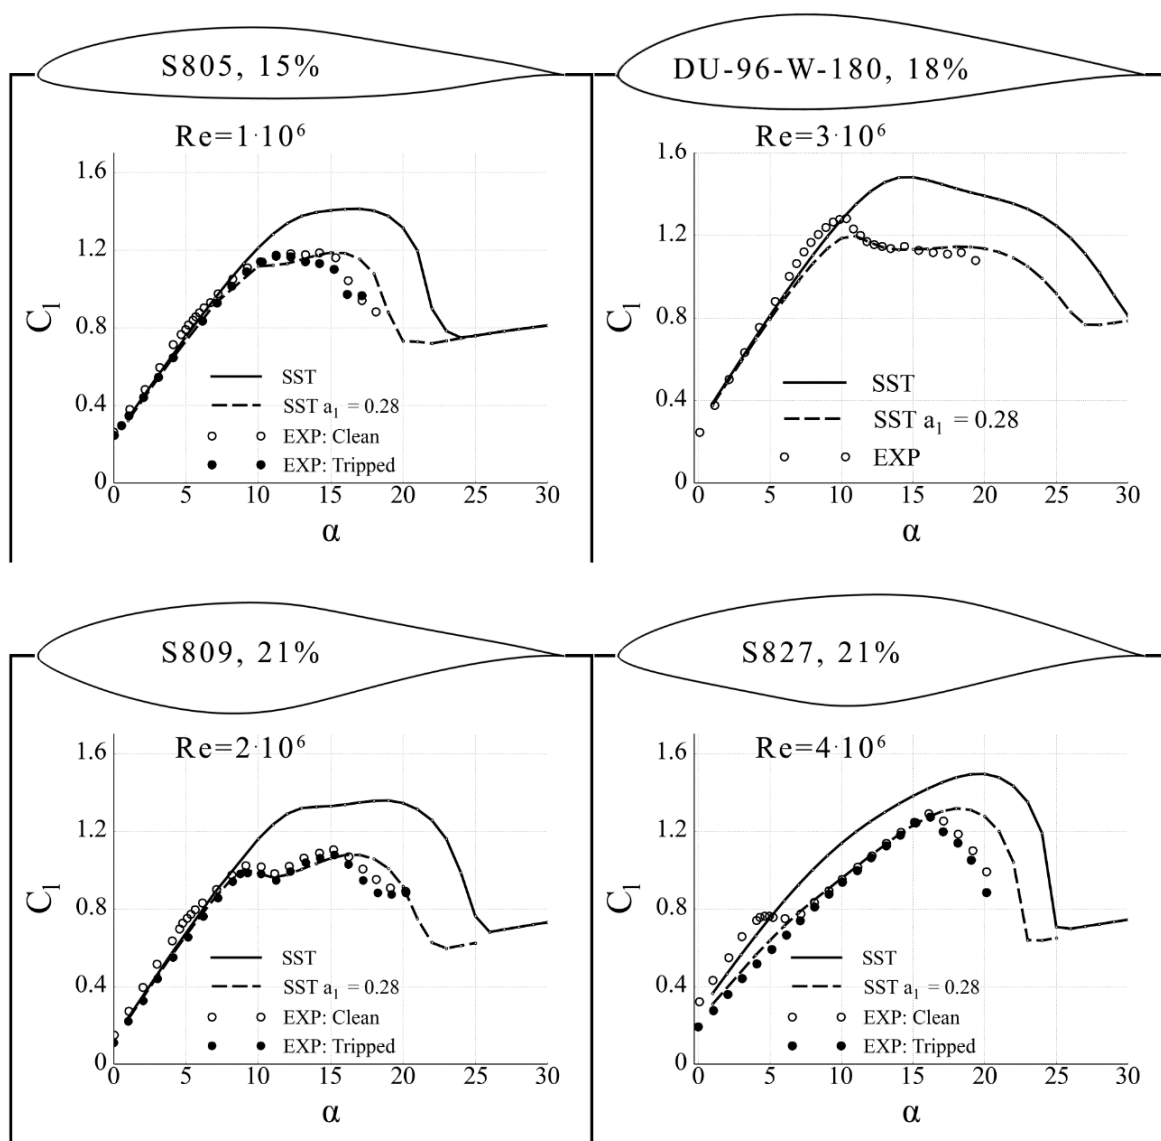 S805, 15%
Re=1·10⁶
1.6
1.2
0.8
0.4
0
C₁
SST
SST a₁ = 0.28
EXP: Clean
EXP: Tripped
0 5 10 15 20 25 30
α
DU-96-W-180, 18%
Re=3·10⁶
1.6
1.2
0.8
0.4
0
C₁
SST
SST a₁ = 0.28
EXP
0 5 10 15 20 25 30
α
S809, 21%
Re=2·10⁶
1.6
1.2
0.8
0.4
0
C₁
SST
SST a₁ = 0.28
EXP: Clean
EXP: Tripped
0 5 10 15 20 25 30
α
S827, 21%
Re=4·10⁶
1.6
1.2
0.8
0.4
0
C₁
SST
SST a₁ = 0.28
EXP: Clean
EXP: Tripped
0 5 10 15 20 25 30
α